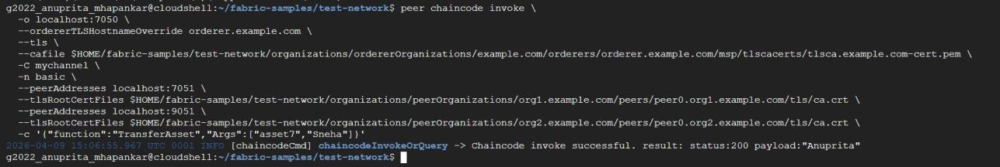 g2022_anuprita_mhapankar@cloudshell:~/fabric-samples/test-network$ peer chaincode invoke \
-o localhost:7050 \
--ordererTLSHostnameOverride orderer.example.com \
--tls \
--cafile $HOME/fabric-samples/test-network/organizations/ordererOrganizations/example.com/orderers/orderer.example.com/msp/tlscacerts/tlsca.example.com-cert.pem \
-C mychannel \
-n basic \
--peerAddresses localhost:7051 \
--tlsRootCertFiles $HOME/fabric-samples/test-network/organizations/peerOrganizations/org1.example.com/peers/peer0.org1.example.com/tls/ca.crt \
--peerAddresses localhost:9051 \
--tlsRootCertFiles $HOME/fabric-samples/test-network/organizations/peerOrganizations/org2.example.com/peers/peer0.org2.example.com/tls/ca.crt \
-c '{"function":"TransferAsset","Args":["asset7","Sneha"]}'
2026-04-09 15:06:55.967 UTC 0001 INFO [chaincodeCmd] chaincodeInvokeOrQuery -> Chaincode invoke successful. result: status:200 payload:"Anuprita"
g2022_anuprita_mhapankar@cloudshell:~/fabric-samples/test-network$